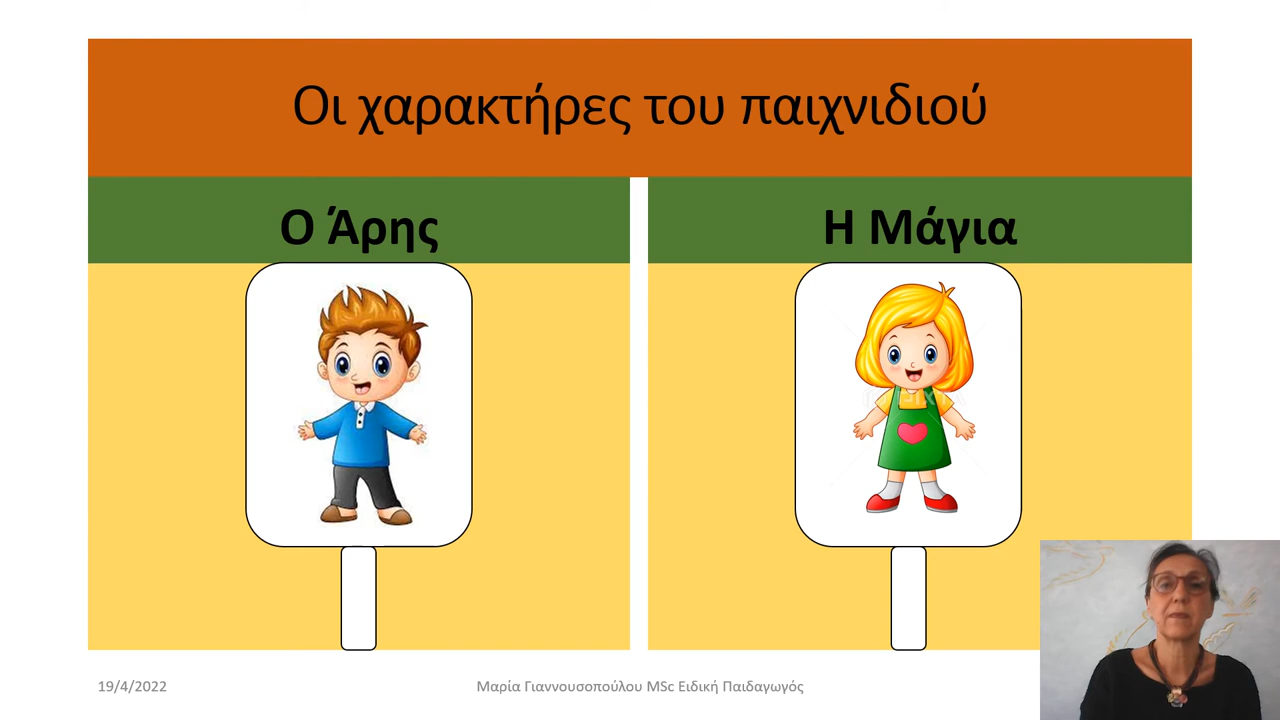 Οι χαρακτήρες του παιχνιδιού
Ο Άρης
Η Μάγια
19/4/2022
Μαρία Γιαννουσοπούλου MSc Ειδική Παιδαγωγός